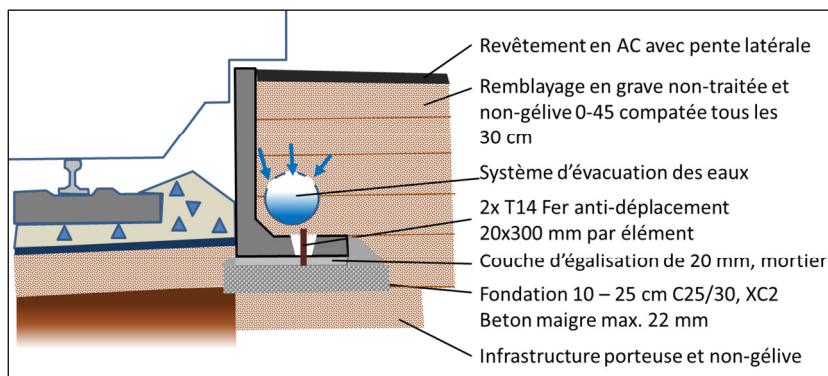 Revêtement en AC avec pente latérale
Remblayage en grave non-traitée et
non-gélive 0-45 compatée tous les
30 cm
Système d'évacuation des eaux
2x T14 Fer anti-déplacement
20x300 mm par élément
Couche d'égalisation de 20 mm, mortier
Fondation 10 – 25 cm C25/30, XC2
Beton maigre max. 22 mm
Infrastructure porteuse et non-gélive